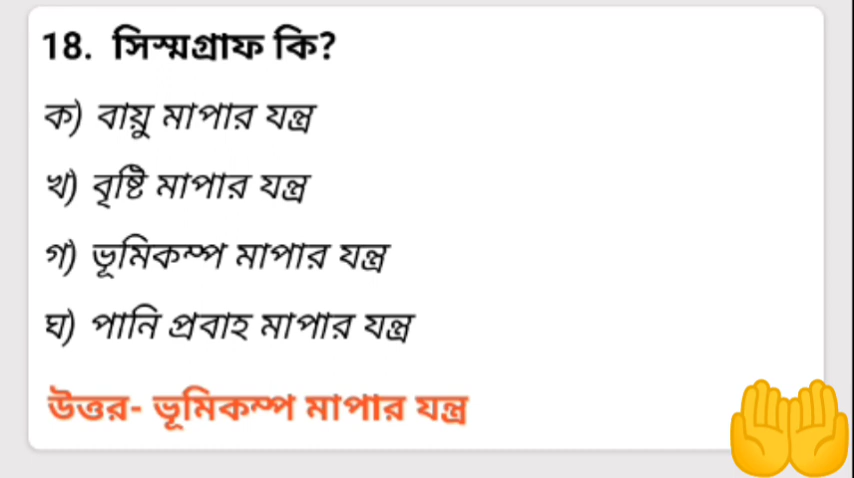 18. সিস্মগ্রাফ কি?
ক) বায়ু মাপার যন্ত্র
খ) বৃষ্টি মাপার যন্ত্র
গ) ভূমিকম্প মাপার যন্ত্র
ঘ) পানি প্রবাহ মাপার যন্ত্র
উত্তর- ভূমিকম্প মাপার যন্ত্র